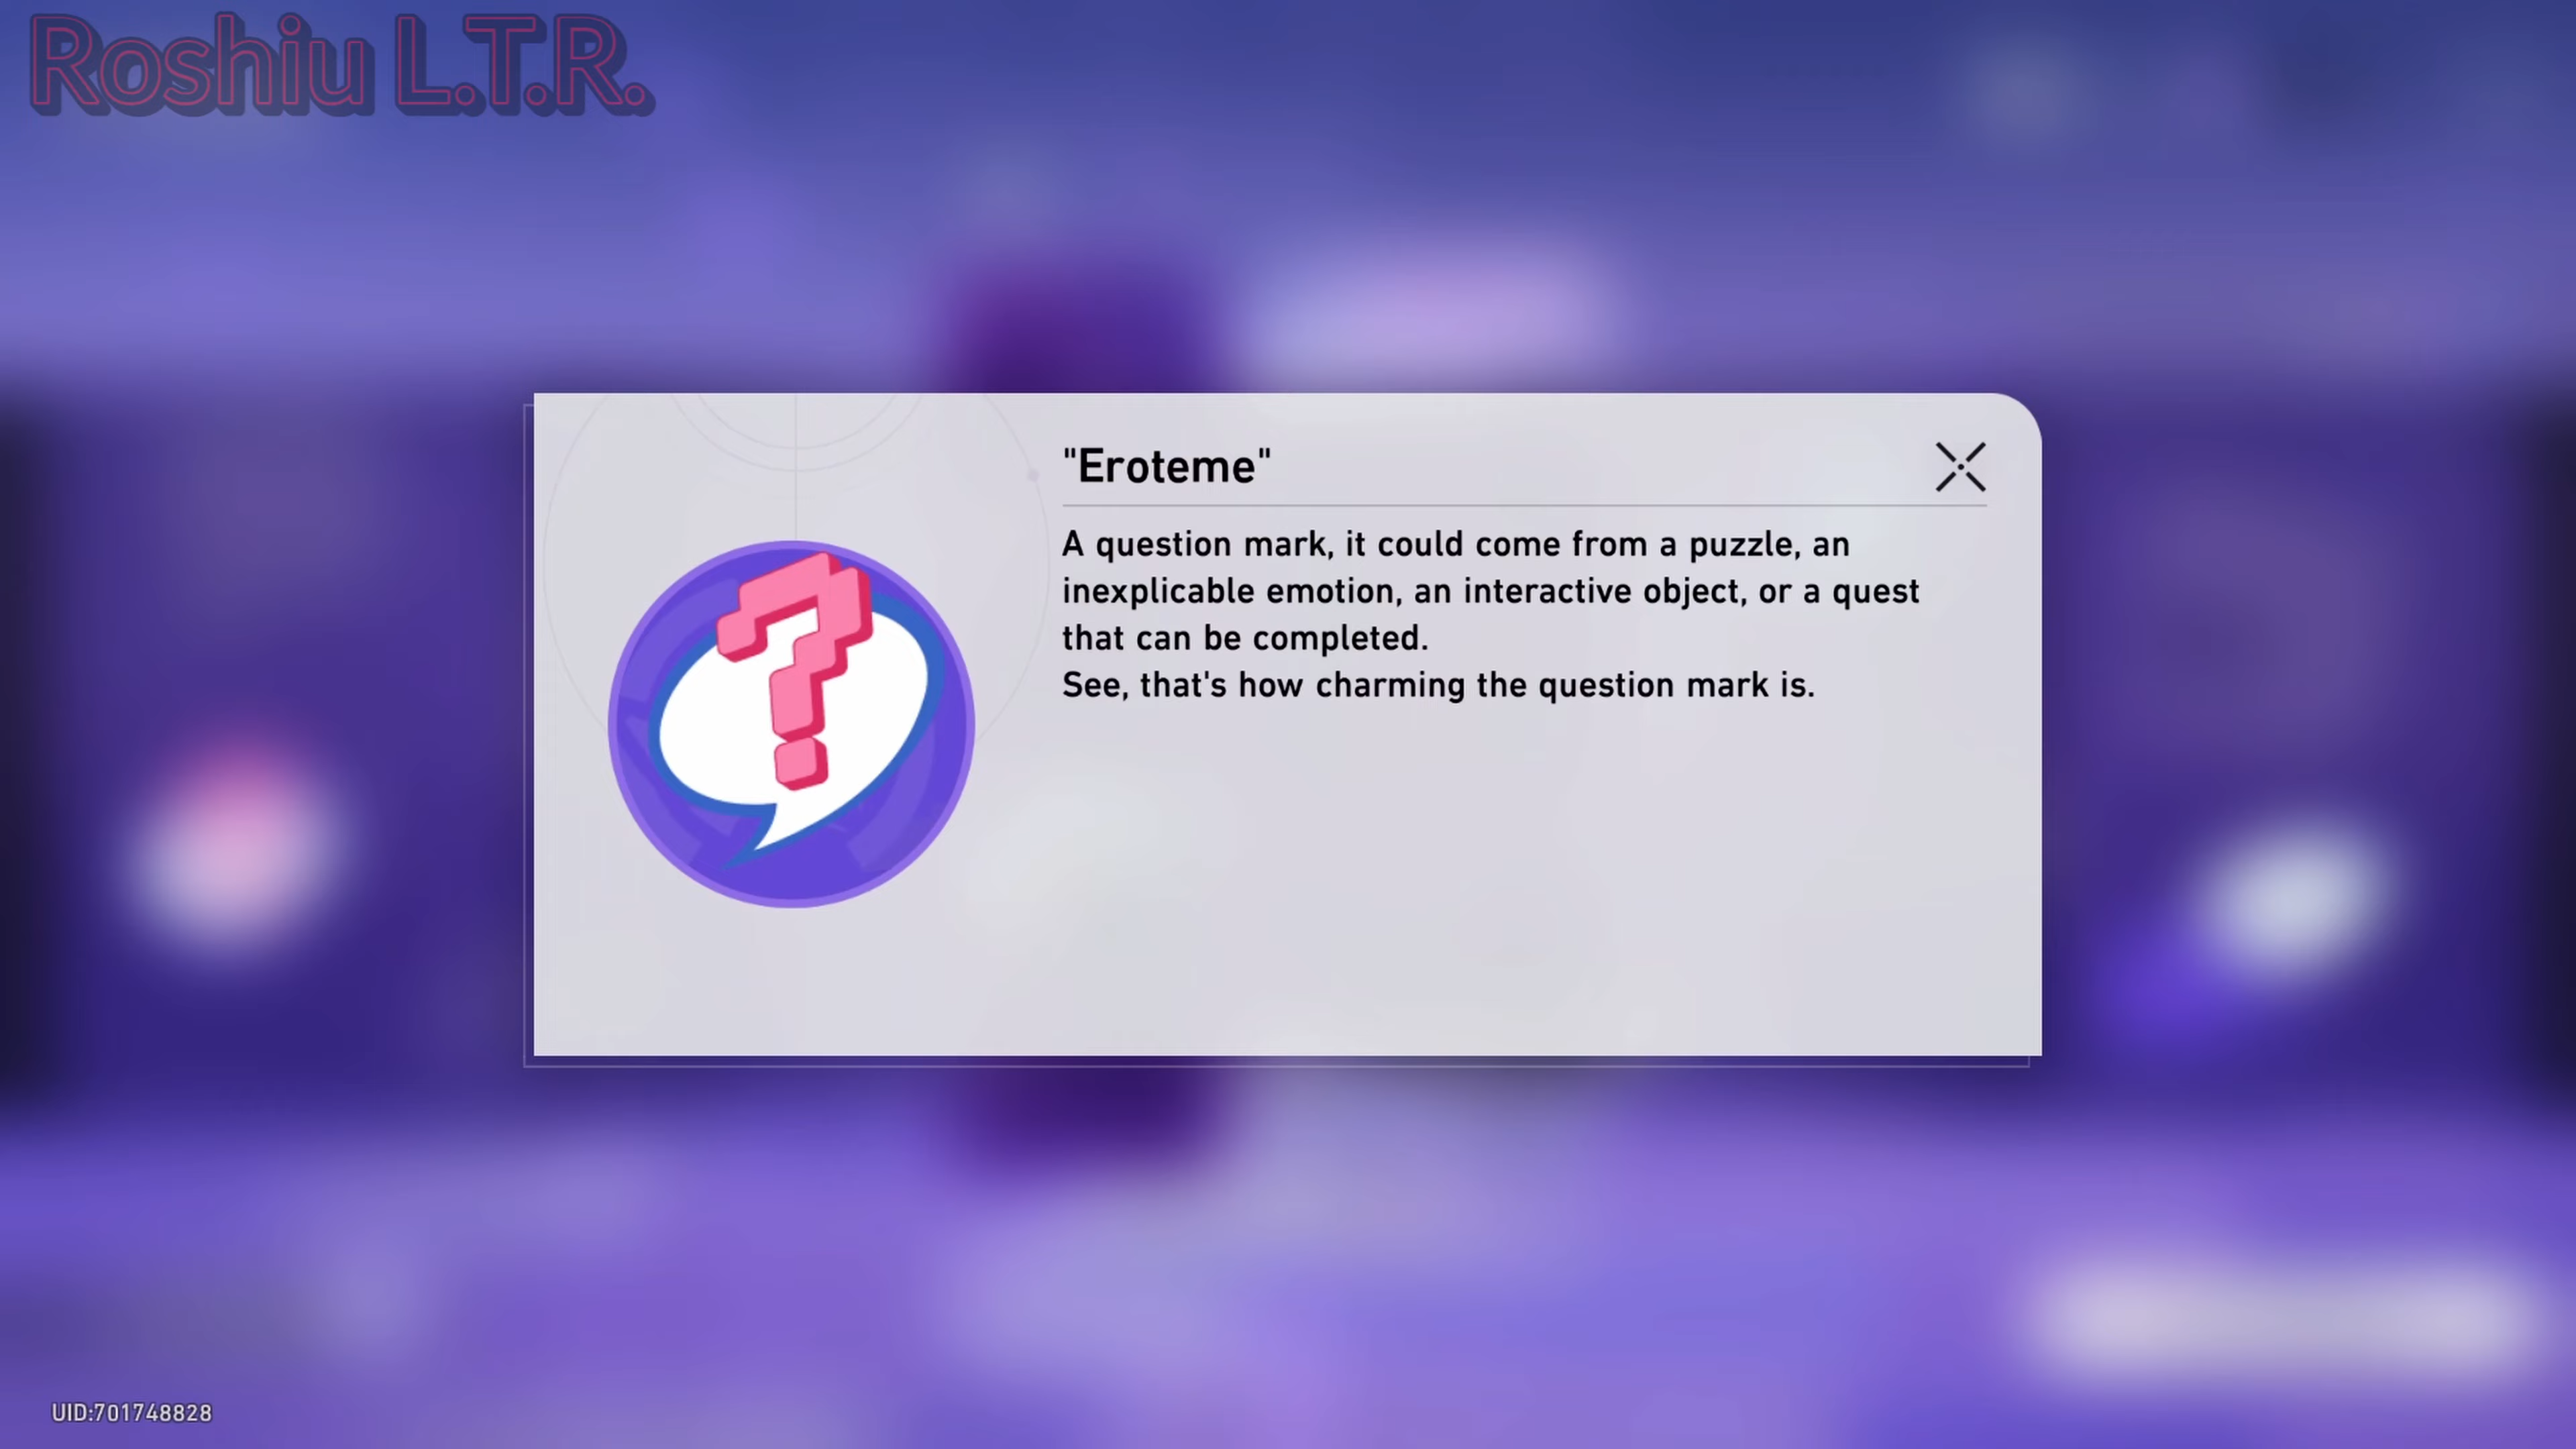 Roshiu L.T.R.
"Eroteme"
A question mark, it could come from a puzzle, an
inexplicable emotion, an interactive object, or a quest
that can be completed.
See, that's how charming the question mark is.
?
UID:701748828